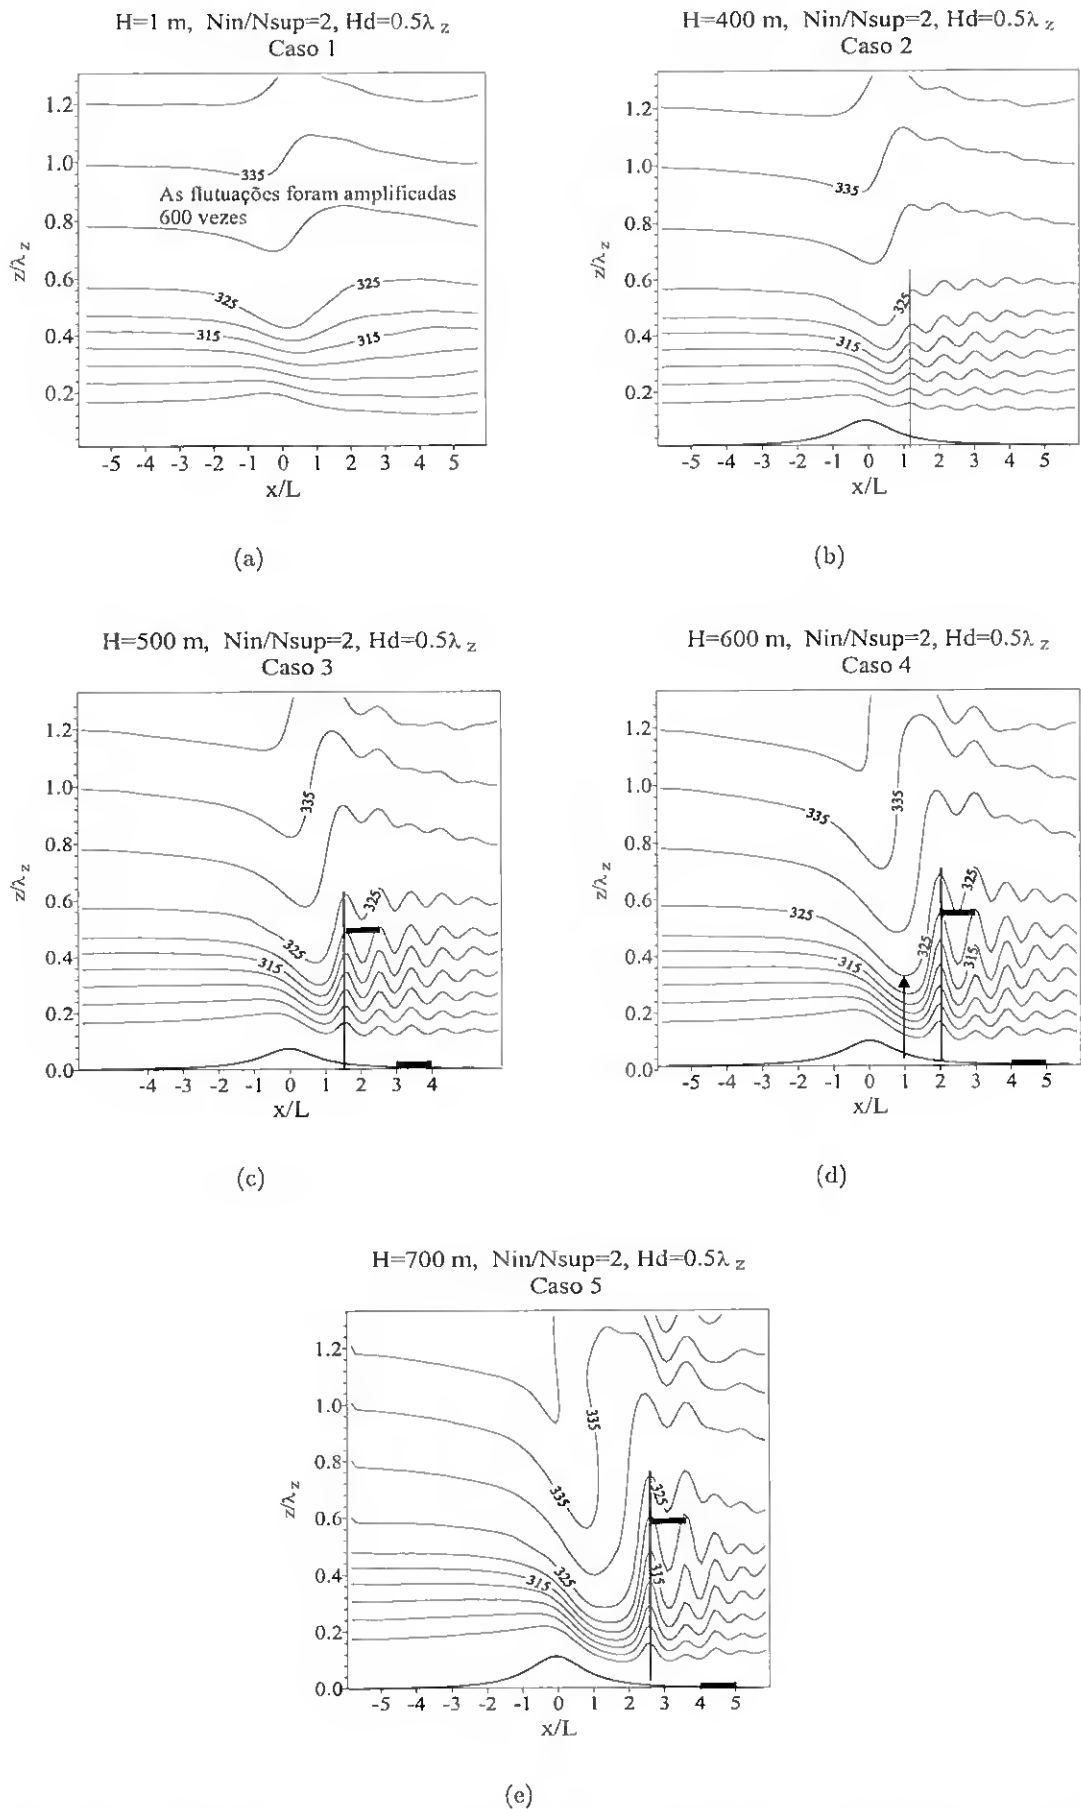 H=1 m, Nin/Nsup=2, Hd=0.5λ z
Caso 1
1.2
1.0
0.8
0.6
0.4
0.2
z/λ z
335
As flutuações foram amplificadas
600 vezes
325
325
315
315
-5 -4 -3 -2 -1 0 1 2 3 4 5
x/L
(a)
H=400 m, Nin/Nsup=2, Hd=0.5λ z
Caso 2
1.2
1.0
0.8
0.6
0.4
0.2
z/λ z
335
325
315
-5 -4 -3 -2 -1 0 1 2 3 4 5
x/L
(b)
H=500 m, Nin/Nsup=2, Hd=0.5λ z
Caso 3
1.2
1.0
0.8
0.6
0.4
0.2
0.0
z/λ z
335
325
325
315
-4 -3 -2 -1 0 1 2 3 4
x/L
(c)
H=600 m, Nin/Nsup=2, Hd=0.5λ z
Caso 4
1.2
1.0
0.8
0.6
0.4
0.2
0.0
z/λ z
335
335
325
325
325
315
315
-5 -4 -3 -2 -1 0 1 2 3 4 5
x/L
(d)
H=700 m, Nin/Nsup=2, Hd=0.5λ z
Caso 5
1.2
1.0
0.8
0.6
0.4
0.2
0.0
z/λ z
335
335
325
325
315
315
-5 -4 -3 -2 -1 0 1 2 3 4 5
x/L
(e)